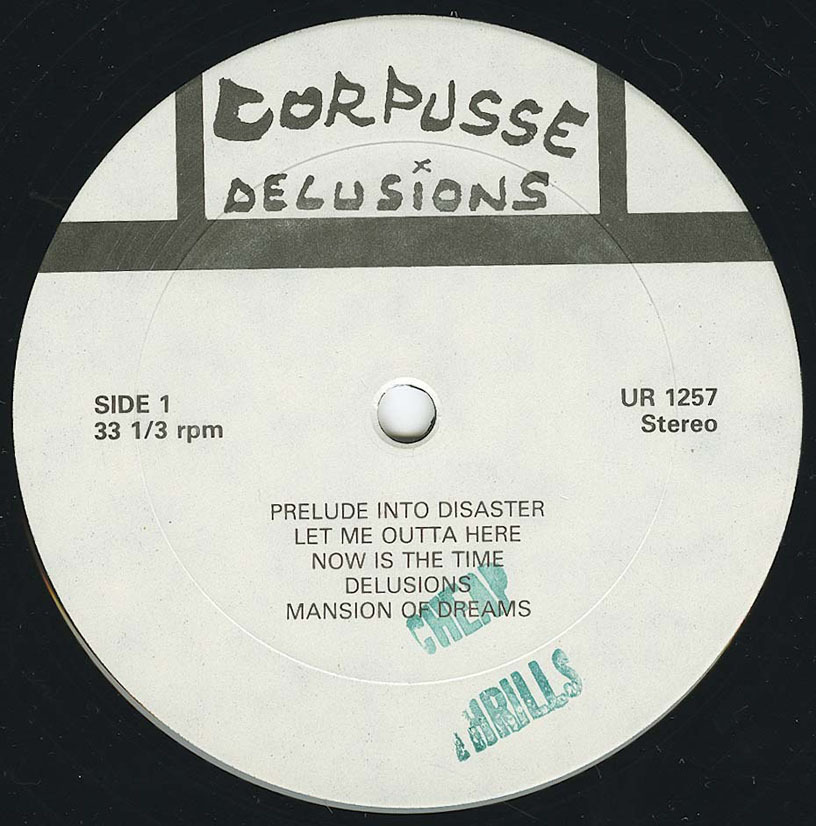 CORPUSSE
x
DELUSIONS
SIDE 1
33 1/3 rpm
UR 1257
Stereo
PRELUDE INTO DISASTER
LET ME OUTTA HERE
NOW IS THE TIME
DELUSIONS
MANSION OF DREAMS
CHEAP
THRILLS